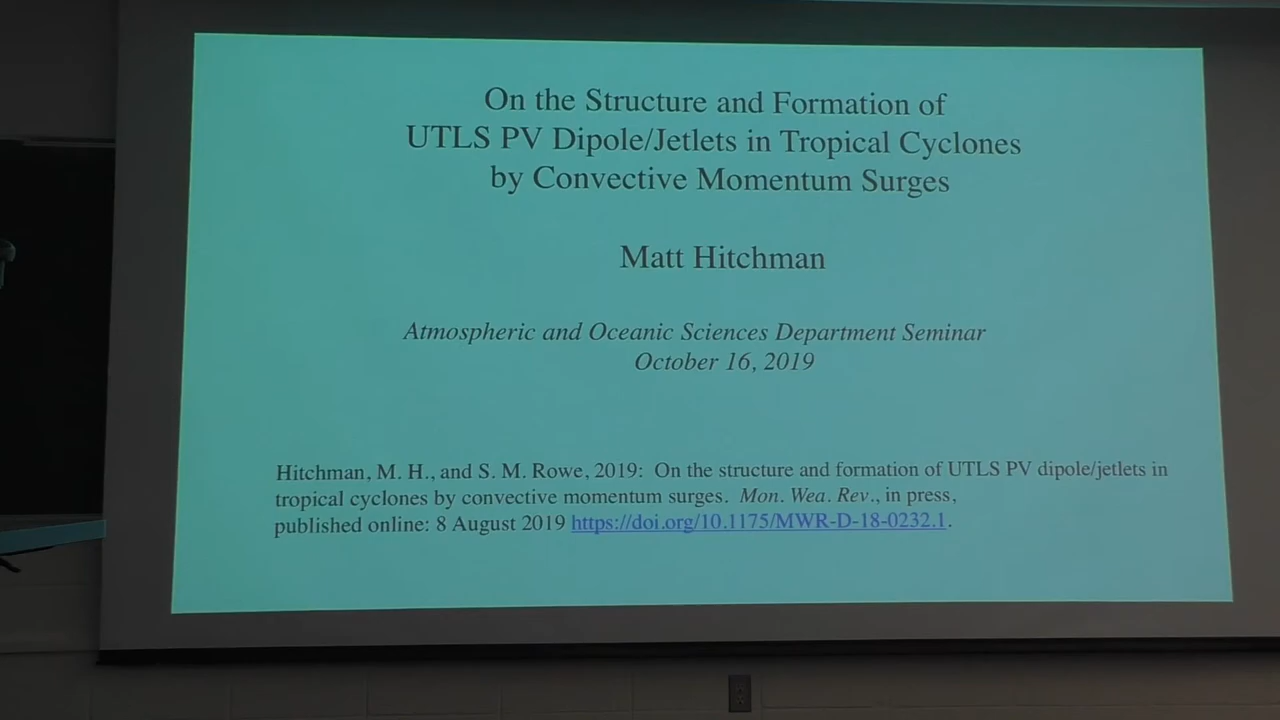 On the Structure and Formation of
UTLS PV Dipole/Jetlets in Tropical Cyclones
by Convective Momentum Surges
Matt Hitchman
Atmospheric and Oceanic Sciences Department Seminar
October 16, 2019
Hitchman, M. H., and S. M. Rowe, 2019: On the structure and formation of UTLS PV dipole/jetlets in
tropical cyclones by convective momentum surges. Mon. Wea. Rev., in press,
published online: 8 August 2019 https://doi.org/10.1175/MWR-D-18-0232.1.